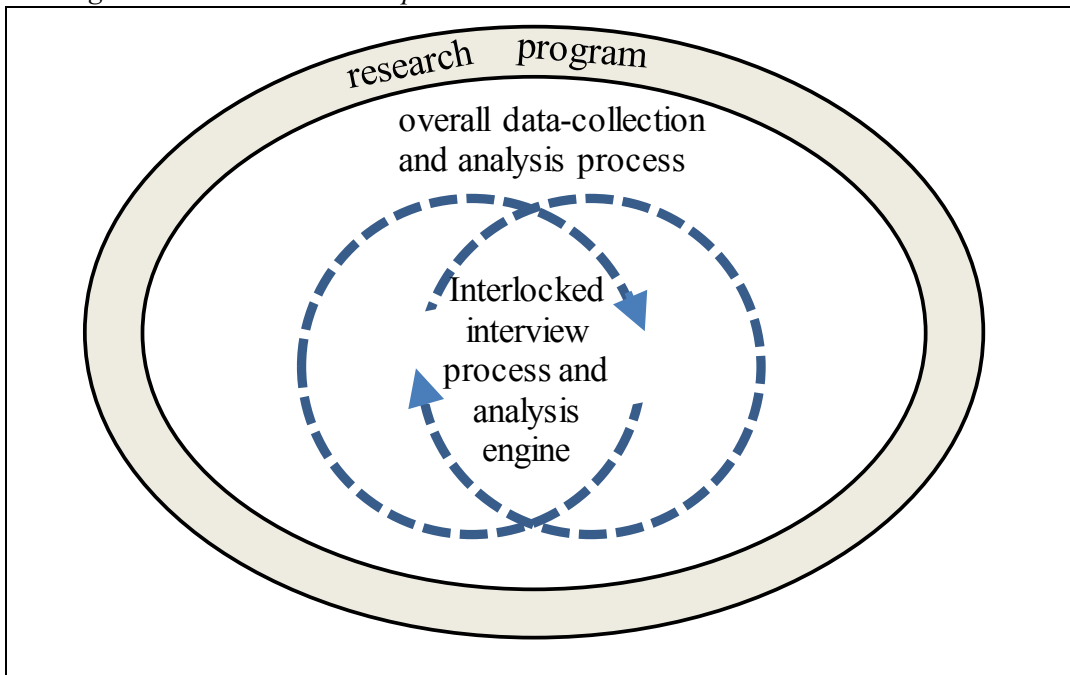 research program
overall data-collection
and analysis process
Interlocked
interview
process and
analysis
engine